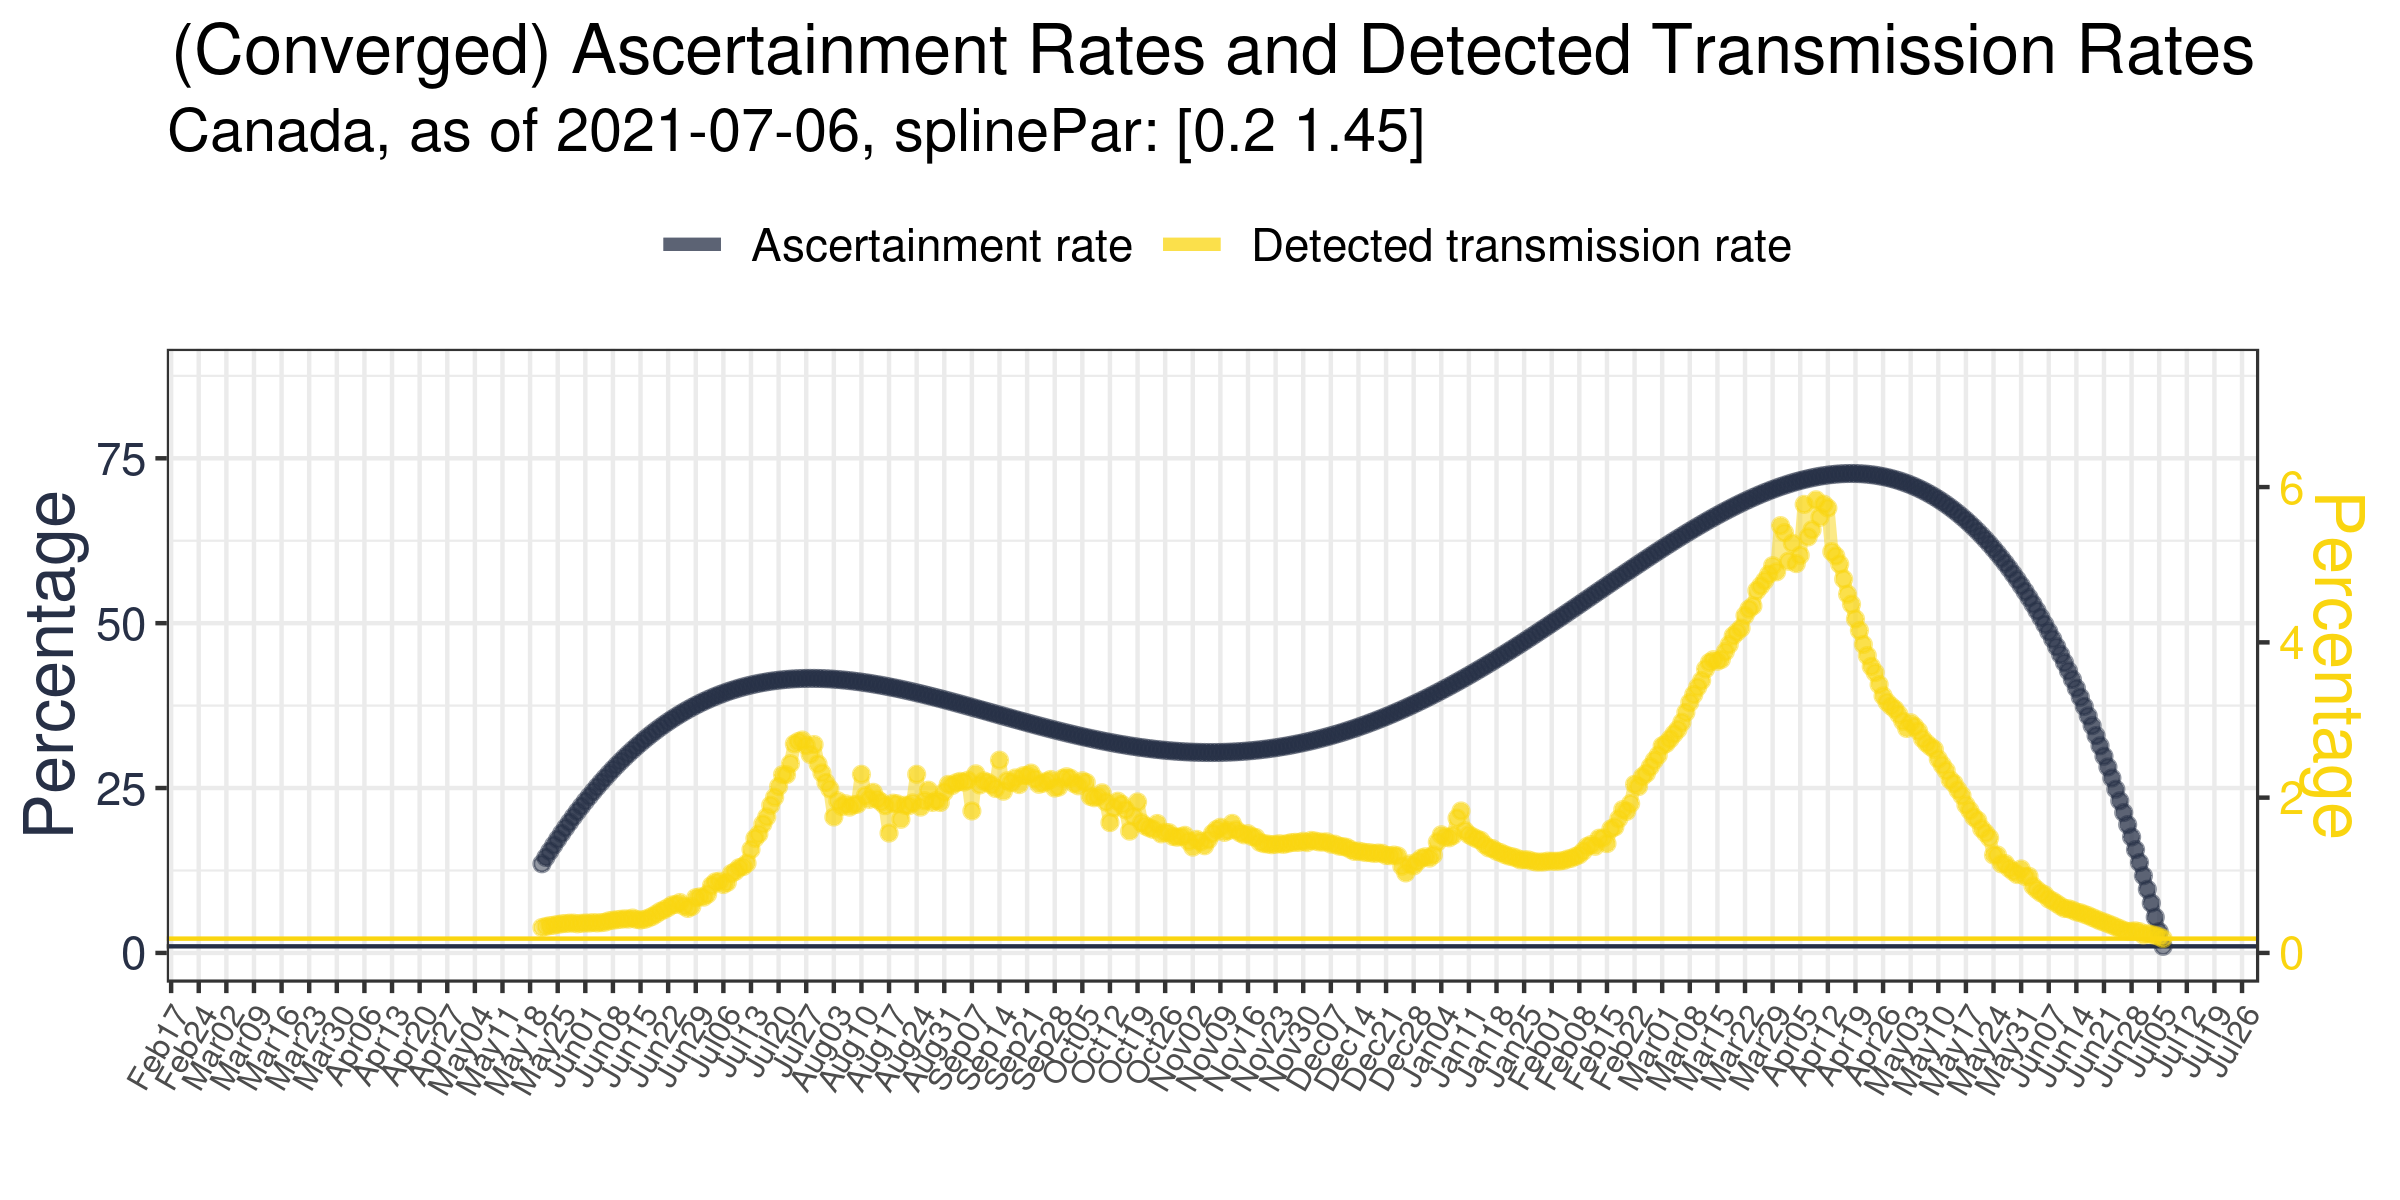 (Converged) Ascertainment Rates and Detected Transmission Rates
Canada, as of 2021-07-06, splinePar: [0.2 1.45]
Ascertainment rate Detected transmission rate
Percentage
75
50
25
0
6
4
2
0
Percentage
Feb17
Feb24
Mar02
Mar09
Mar16
Mar23
Mar30
Apr06
Apr13
Apr20
Apr27
May04
May11
May18
May25
Jun01
Jun08
Jun15
Jun22
Jun29
Jul06
Jul13
Jul20
Jul27
Aug03
Aug10
Aug17
Aug24
Aug31
Sep07
Sep14
Sep21
Sep28
Oct05
Oct12
Oct19
Oct26
Nov02
Nov09
Nov16
Nov23
Nov30
Dec07
Dec14
Dec21
Dec28
Jan04
Jan11
Jan18
Jan25
Feb01
Feb08
Feb15
Feb22
Mar01
Mar08
Mar15
Mar22
Mar29
Apr05
Apr12
Apr19
Apr26
May03
May10
May17
May24
May31
Jun07
Jun14
Jun21
Jun28
Jul05
Jul12
Jul19
Jul26